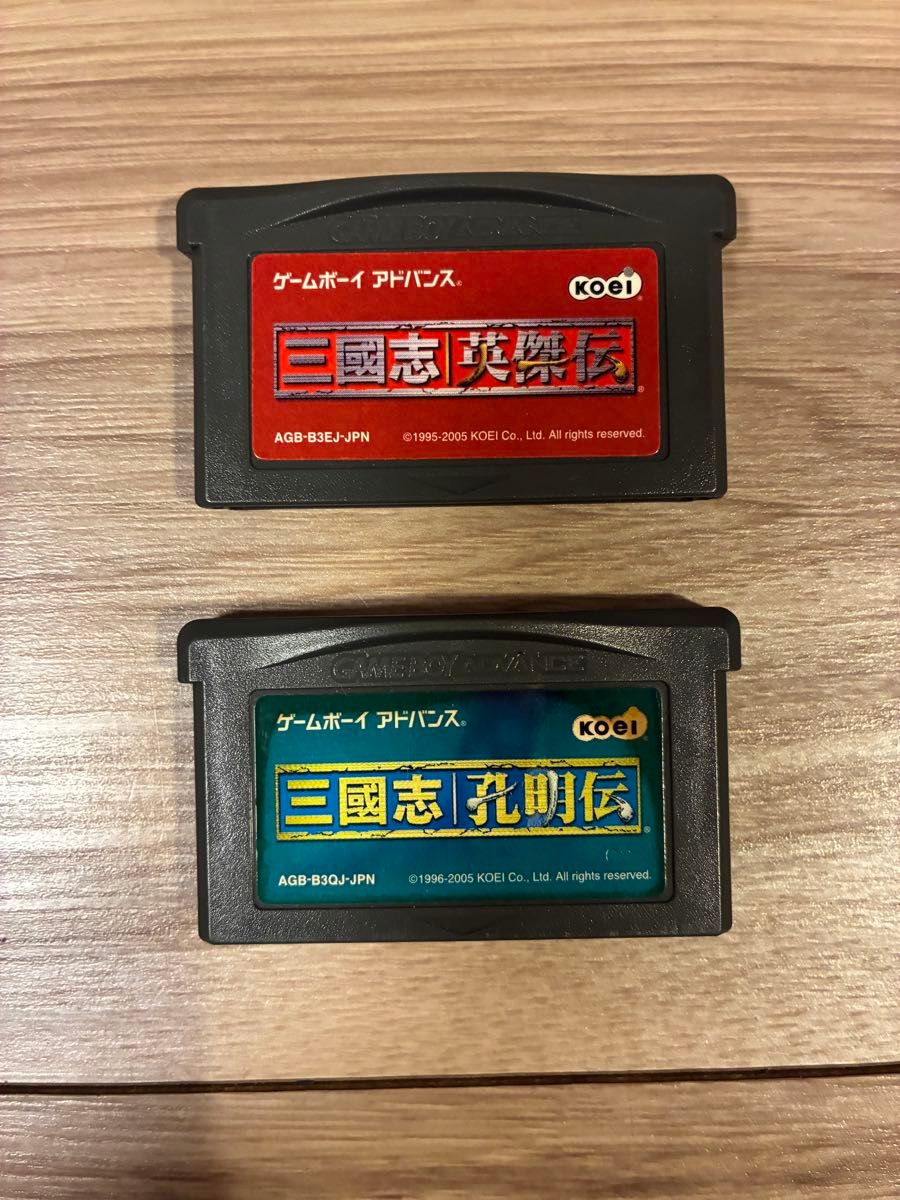 GAME BOY ADVANCE
ゲームボーイ アドバンス®
KOEI®
三國志 英傑伝®
AGB-B3EJ-JPN ©1995-2005 KOEI Co., Ltd. All rights reserved.
GAME BOY ADVANCE
ゲームボーイ アドバンス®
KOEI®
三國志 孔明伝®
AGB-B3QJ-JPN ©1996-2005 KOEI Co., Ltd. All rights reserved.